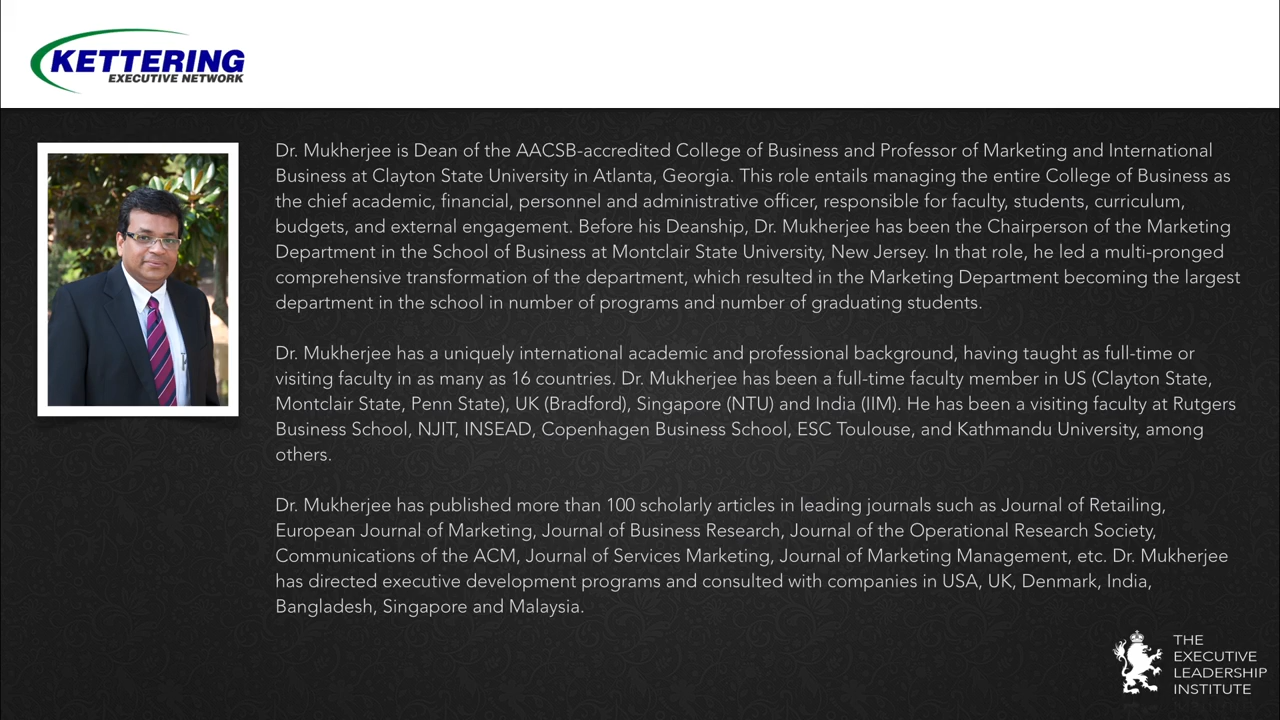 KETTERING
EXECUTIVE NETWORK
Dr. Mukherjee is Dean of the AACSB-accredited College of Business and Professor of Marketing and International
Business at Clayton State University in Atlanta, Georgia. This role entails managing the entire College of Business as
the chief academic, financial, personnel and administrative officer, responsible for faculty, students, curriculum,
budgets, and external engagement. Before his Deanship, Dr. Mukherjee has been the Chairperson of the Marketing
Department in the School of Business at Montclair State University, New Jersey. In that role, he led a multi-pronged
comprehensive transformation of the department, which resulted in the Marketing Department becoming the largest
department in the school in number of programs and number of graduating students.
Dr. Mukherjee has a uniquely international academic and professional background, having taught as full-time or
visiting faculty in as many as 16 countries. Dr. Mukherjee has been a full-time faculty member in US (Clayton State,
Montclair State, Penn State), UK (Bradford), Singapore (NTU) and India (IIM). He has been a visiting faculty at Rutgers
Business School, NJIT, INSEAD, Copenhagen Business School, ESC Toulouse, and Kathmandu University, among
others.
Dr. Mukherjee has published more than 100 scholarly articles in leading journals such as Journal of Retailing,
European Journal of Marketing, Journal of Business Research, Journal of the Operational Research Society,
Communications of the ACM, Journal of Services Marketing, Journal of Marketing Management, etc. Dr. Mukherjee
has directed executive development programs and consulted with companies in USA, UK, Denmark, India,
Bangladesh, Singapore and Malaysia.
THE
EXECUTIVE
LEADERSHIP
INSTITUTE